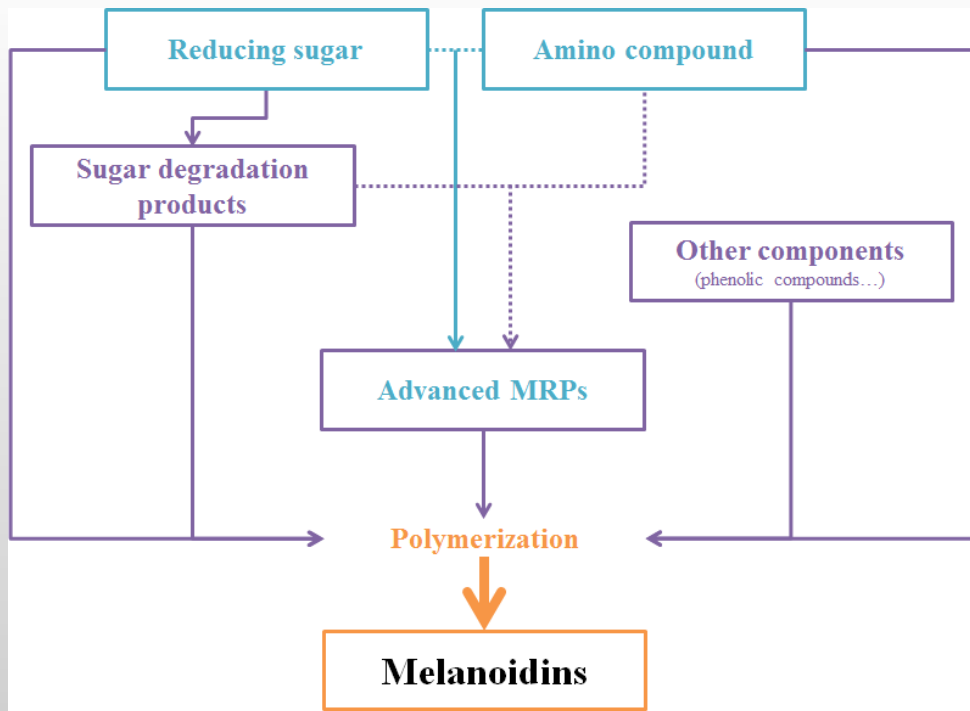 Reducing sugar
Amino compound
Sugar degradation
products
Other components
(phenolic compounds…)
Advanced MRPs
Polymerization
Melanoidins